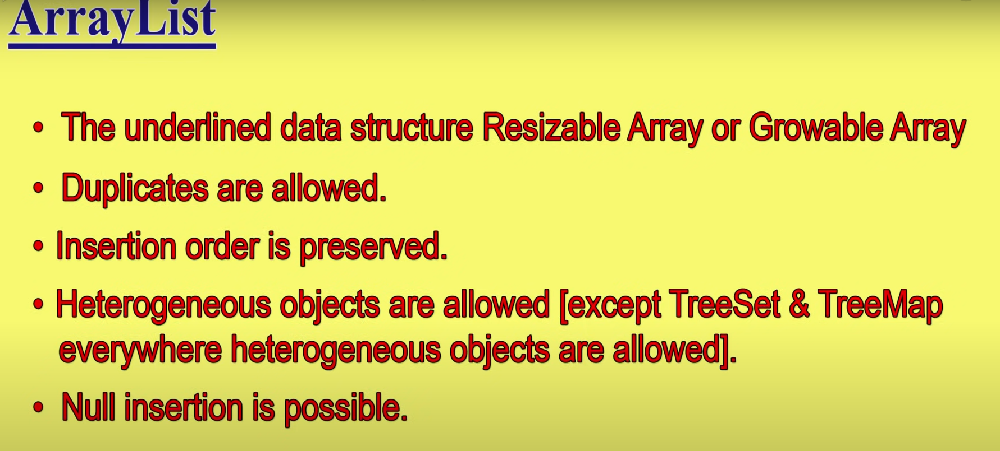 ArrayList
• The underlined data structure Resizable Array or Growable Array
• Duplicates are allowed.
• Insertion order is preserved.
• Heterogeneous objects are allowed [except TreeSet & TreeMap
everywhere heterogeneous objects are allowed].
• Null insertion is possible.